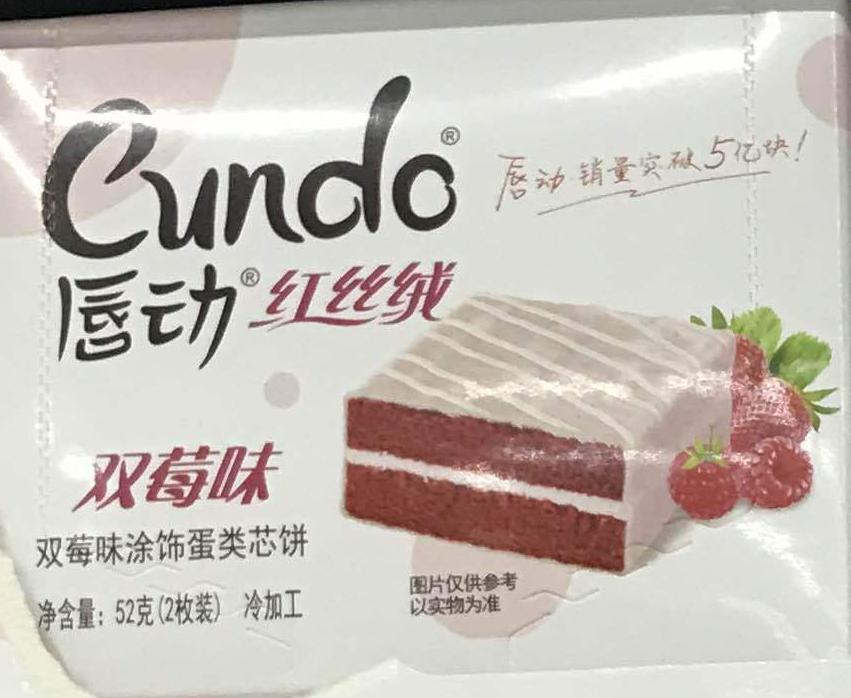 Cundo®
唇动销量突破5亿块!
唇动®红丝绒
双莓味
双莓味涂饰蛋类芯饼
净含量：52克(2枚装) 冷加工
图片仅供参考
以实物为准